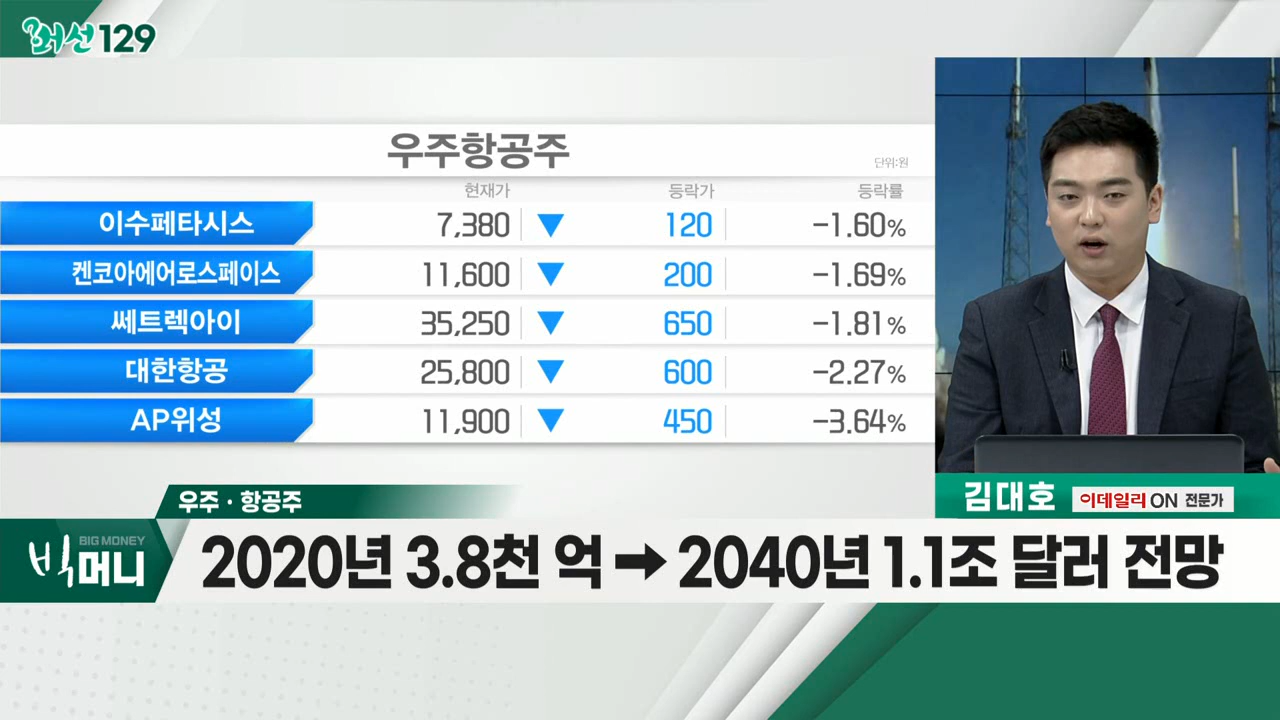 머선129
우주항공주
단위:원
현재가 등락가 등락률
이수페타시스 7,380 ▼ 120 -1.60%
켄코아에어로스페이스 11,600 ▼ 200 -1.69%
쎄트렉아이 35,250 ▼ 650 -1.81%
대한항공 25,800 ▼ 600 -2.27%
AP위성 11,900 ▼ 450 -3.64%
김대호 이데일리ON 전문가
우주·항공주
BIG MONEY
빅머니
2020년 3.8천 억 ➡ 2040년 1.1조 달러 전망